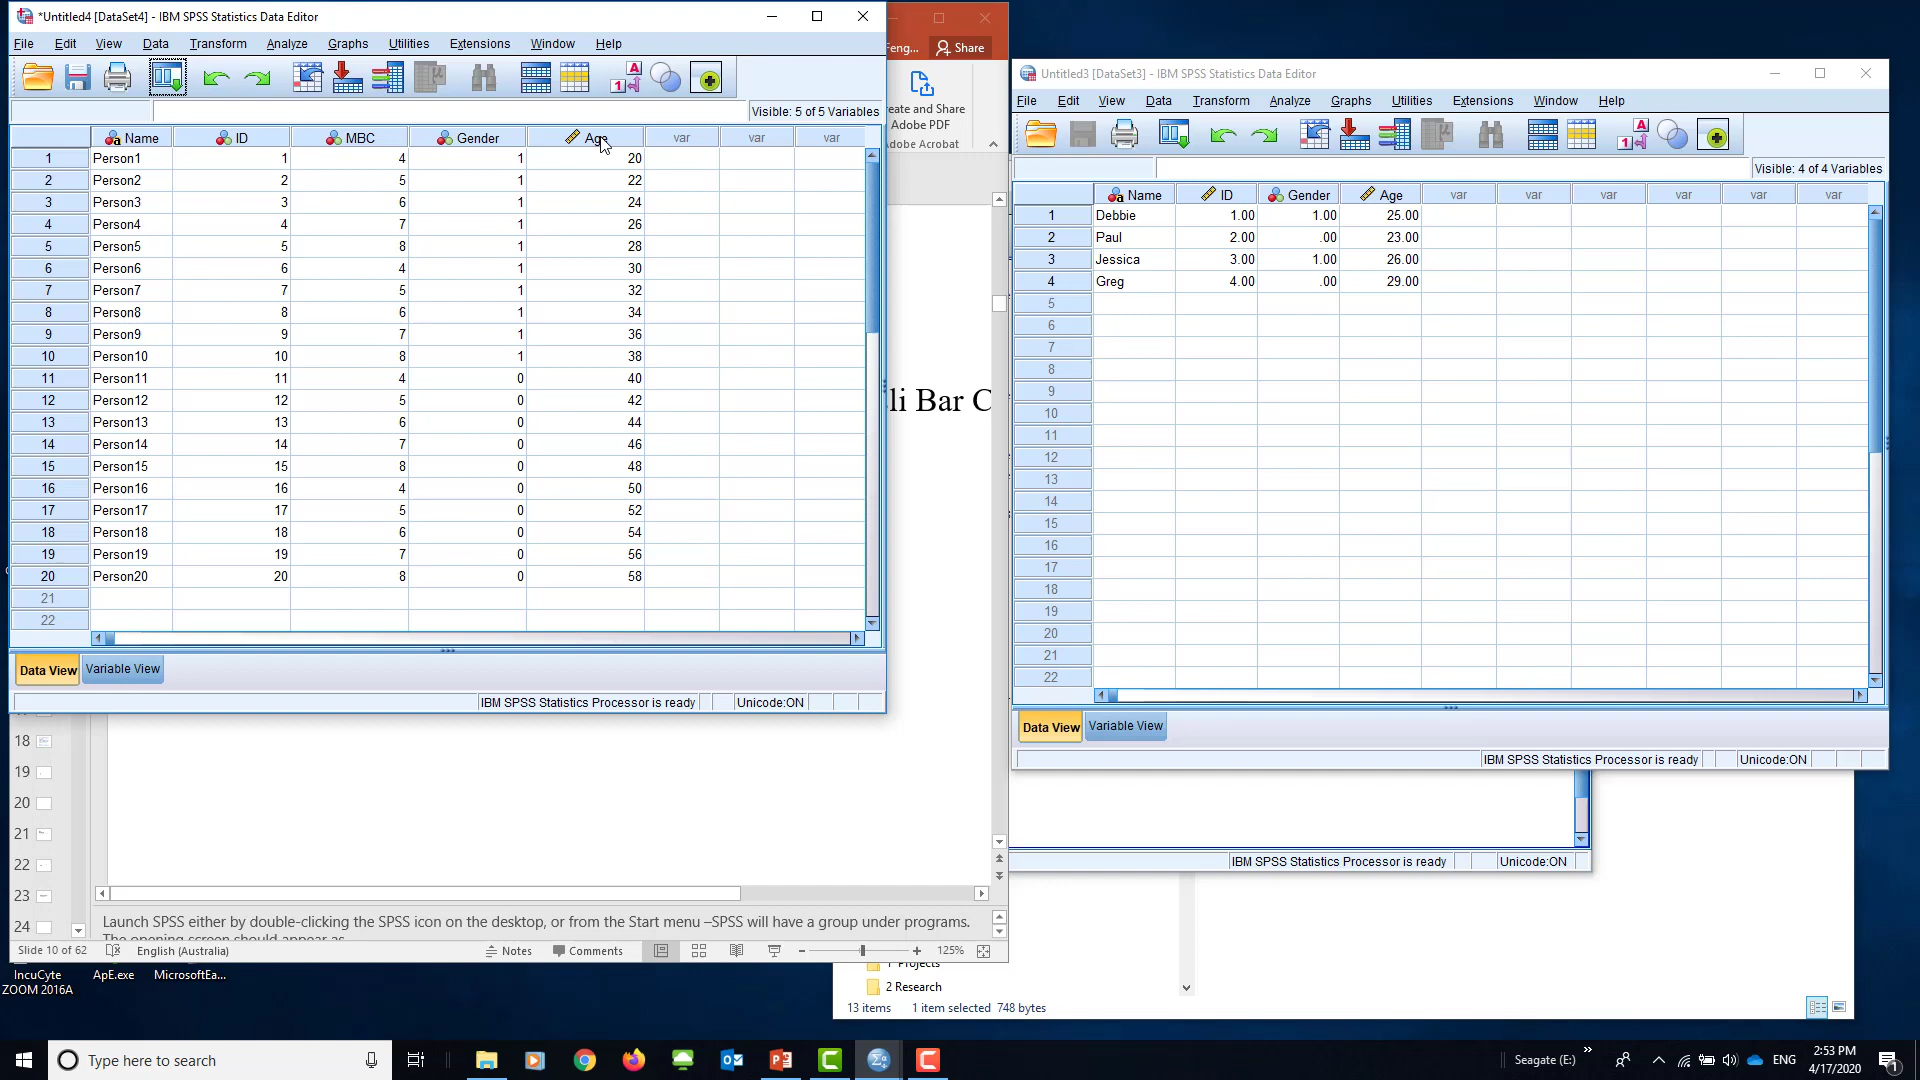 *Untitled4 [DataSet4] - IBM SPSS Statistics Data Editor
File Edit View Data Transform Analyze Graphs Utilities Extensions Window Help
Visible: 5 of 5 Variables
Name ID MBC Gender Age var var var
1 Person1 1 4 1 20
2 Person2 2 5 1 22
3 Person3 3 6 1 24
4 Person4 4 7 1 26
5 Person5 5 8 1 28
6 Person6 6 4 1 30
7 Person7 7 5 1 32
8 Person8 8 6 1 34
9 Person9 9 7 1 36
10 Person10 10 8 1 38
11 Person11 11 4 0 40
12 Person12 12 5 0 42
13 Person13 13 6 0 44
14 Person14 14 7 0 46
15 Person15 15 8 0 48
16 Person16 16 4 0 50
17 Person17 17 5 0 52
18 Person18 18 6 0 54
19 Person19 19 7 0 56
20 Person20 20 8 0 58
21
22
Data View Variable View
IBM SPSS Statistics Processor is ready Unicode:ON
Feng... Share
Create and Share
Adobe PDF
Adobe Acrobat
li Bar C
18
19
20
21
22
23
24
Launch SPSS either by double-clicking the SPSS icon on the desktop, or from the Start menu –SPSS will have a group under programs.
The opening screen should appear as
Slide 10 of 62 English (Australia) Notes Comments 125%
Untitled3 [DataSet3] - IBM SPSS Statistics Data Editor
File Edit View Data Transform Analyze Graphs Utilities Extensions Window Help
Visible: 4 of 4 Variables
Name ID Gender Age var var var var var var
1 Debbie 1.00 1.00 25.00
2 Paul 2.00 .00 23.00
3 Jessica 3.00 1.00 26.00
4 Greg 4.00 .00 29.00
5
6
7
8
9
10
11
12
13
14
15
16
17
18
19
20
21
22
Data View Variable View
IBM SPSS Statistics Processor is ready Unicode:ON
IBM SPSS Statistics Processor is ready Unicode:ON
1 Projects
2 Research
13 items 1 item selected 748 bytes
IncuCyte
ZOOM 2016A
ApE.exe
MicrosoftEa...
Type here to search
Seagate (E:)
ENG
2:53 PM
4/17/2020
1